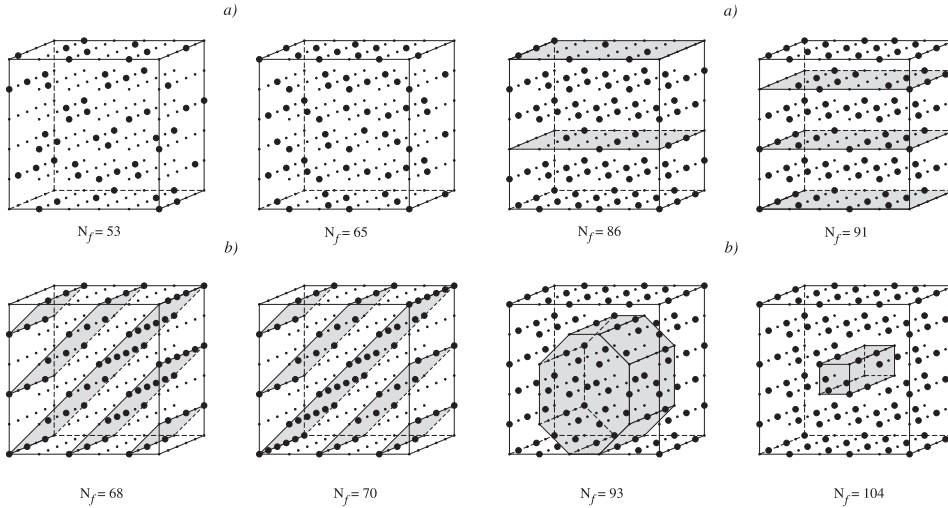 a) a)
N_f = 53 N_f = 65 N_f = 86 N_f = 91
b) b)
N_f = 68 N_f = 70 N_f = 93 N_f = 104